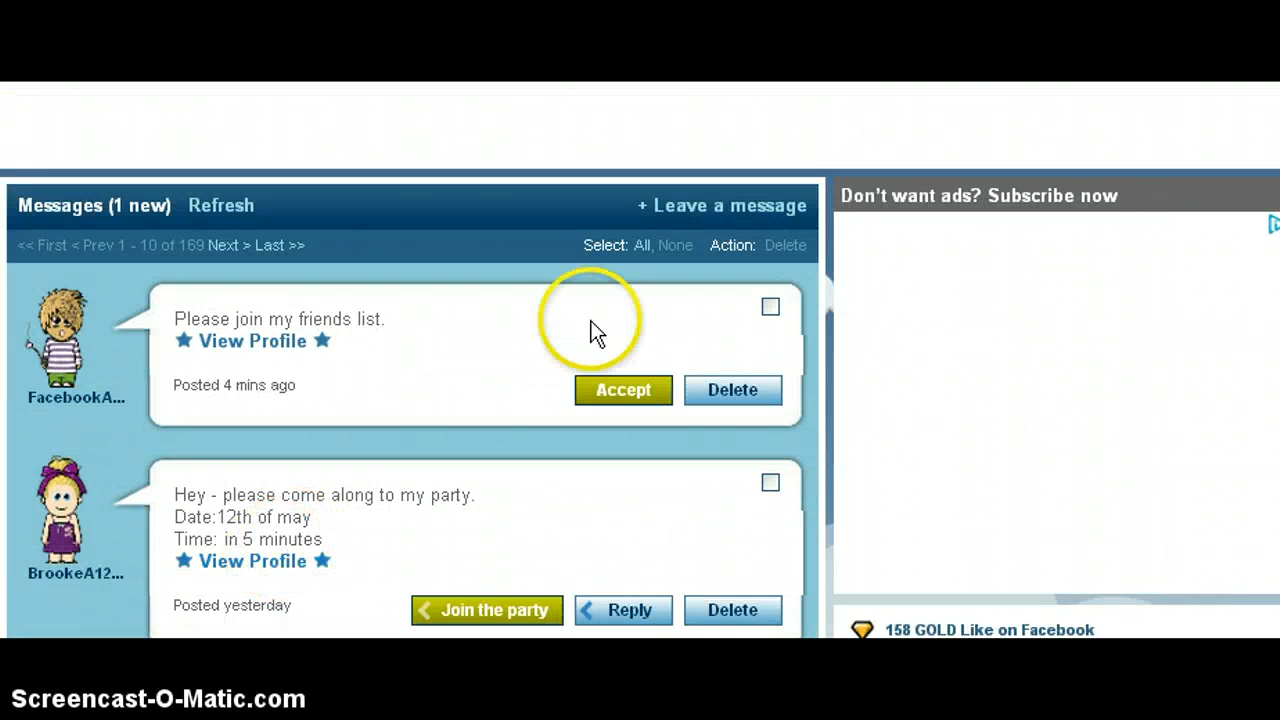 Messages (1 new) Refresh + Leave a message
<< First < Prev 1 - 10 of 169 Next > Last >> Select: All, None Action: Delete
Please join my friends list.
View Profile
Posted 4 mins ago
Accept Delete
FacebookA...
Hey - please come along to my party.
Date:12th of may
Time: in 5 minutes
View Profile
BrookeA12...
Posted yesterday
Join the party Reply Delete
Don't want ads? Subscribe now
158 GOLD Like on Facebook
Screencast-O-Matic.com